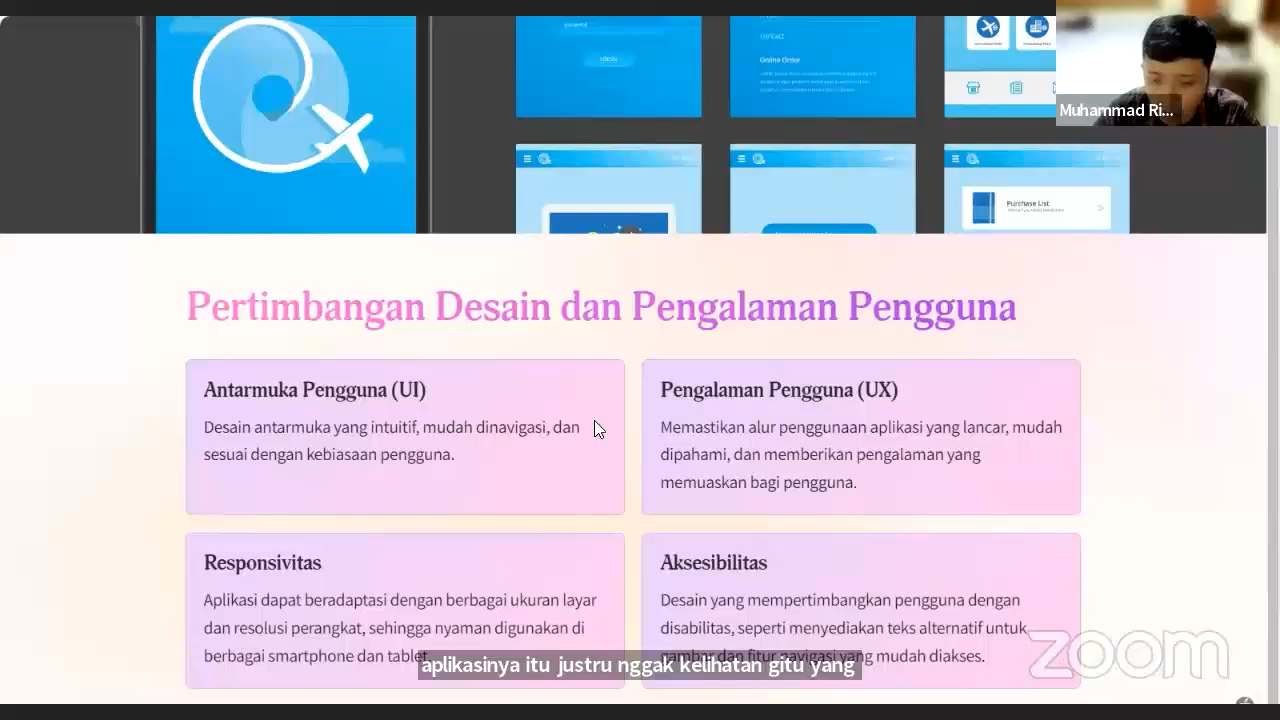 LOGIN
contact
Online Order
Muhammad Ri...
Purchase List
Pertimbangan Desain dan Pengalaman Pengguna
Antarmuka Pengguna (UI)
Desain antarmuka yang intuitif, mudah dinavigasi, dan
sesuai dengan kebiasaan pengguna.
Pengalaman Pengguna (UX)
Memastikan alur penggunaan aplikasi yang lancar, mudah
dipahami, dan memberikan pengalaman yang
memuaskan bagi pengguna.
Responsivitas
Aplikasi dapat beradaptasi dengan berbagai ukuran layar
dan resolusi perangkat, sehingga nyaman digunakan di
berbagai smartphone dan tablet.
Aksesibilitas
Desain yang mempertimbangkan pengguna dengan
disabilitas, seperti menyediakan teks alternatif untuk
gambar dan fitur navigasi yang mudah diakses.
aplikasinya itu justru nggak kelihatan gitu yang
zoom